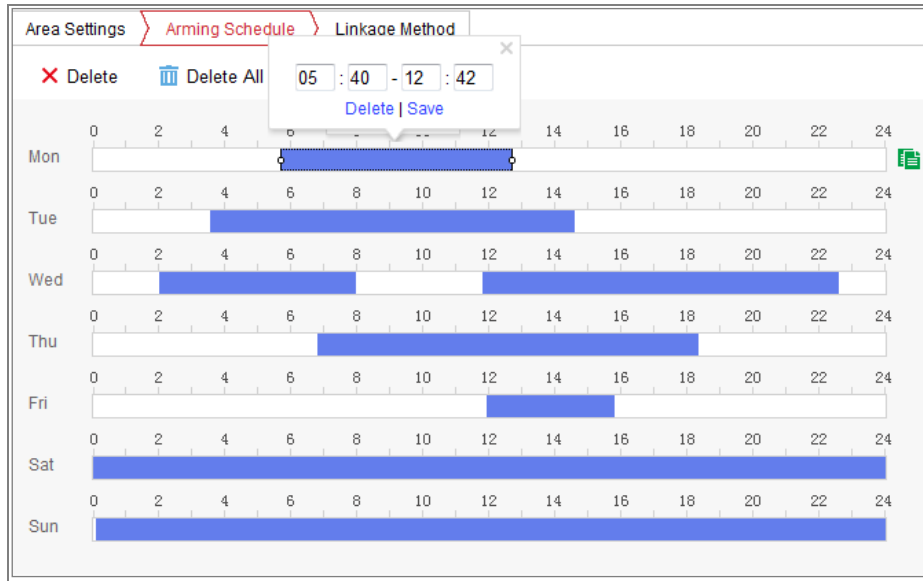 Area Settings Arming Schedule Linkage Method
Delete Delete All
05 : 40 - 12 : 42
Delete | Save
0 2 4 6 12 14 16 18 20 22 24
Mon
0 2 4 6 8 10 12 14 16 18 20 22 24
Tue
0 2 4 6 8 10 12 14 16 18 20 22 24
Wed
0 2 4 6 8 10 12 14 16 18 20 22 24
Thu
0 2 4 6 8 10 12 14 16 18 20 22 24
Fri
0 2 4 6 8 10 12 14 16 18 20 22 24
Sat
0 2 4 6 8 10 12 14 16 18 20 22 24
Sun